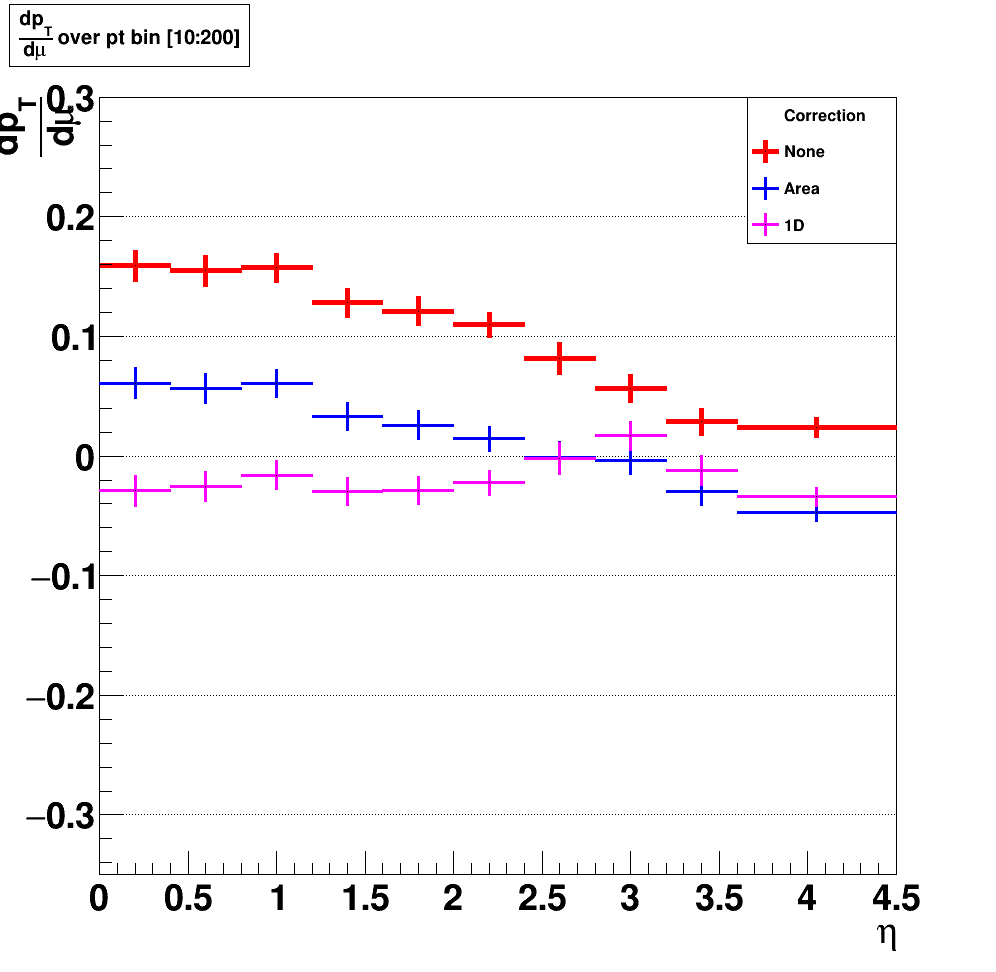 dp_T
dμ
over pt bin [10:200]
dp_T
dμ
0.3
0.2
0.1
0
−0.1
−0.2
−0.3
Correction
None
Area
1D
0 0.5 1 1.5 2 2.5 3 3.5 4 4.5
η